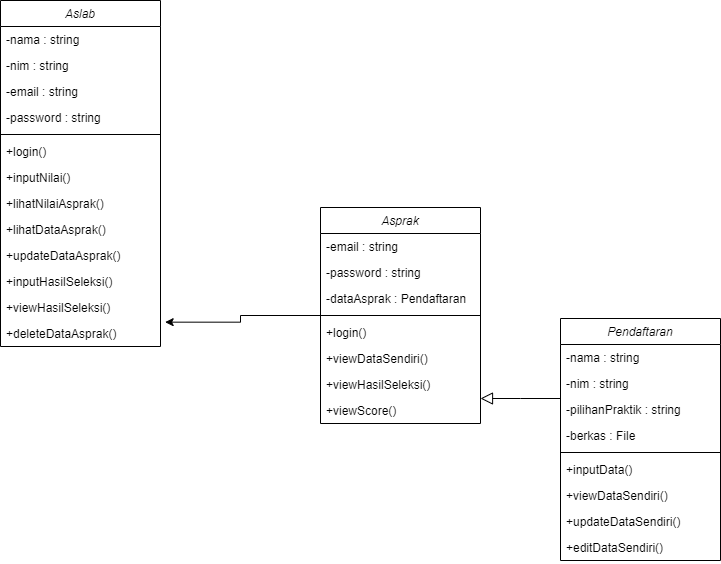 Aslab
-nama : string
-nim : string
-email : string
-password : string
+login()
+inputNilai()
+lihatNilaiAsprak()
+lihatDataAsprak()
+updateDataAsprak()
+inputHasilSeleksi()
+viewHasilSeleksi()
+deleteDataAsprak()
Asprak
-email : string
-password : string
-dataAsprak : Pendaftaran
+login()
+viewDataSendiri()
+viewHasilSeleksi()
+viewScore()
Pendaftaran
-nama : string
-nim : string
-pilihanPraktik : string
-berkas : File
+inputData()
+viewDataSendiri()
+updateDataSendiri()
+editDataSendiri()